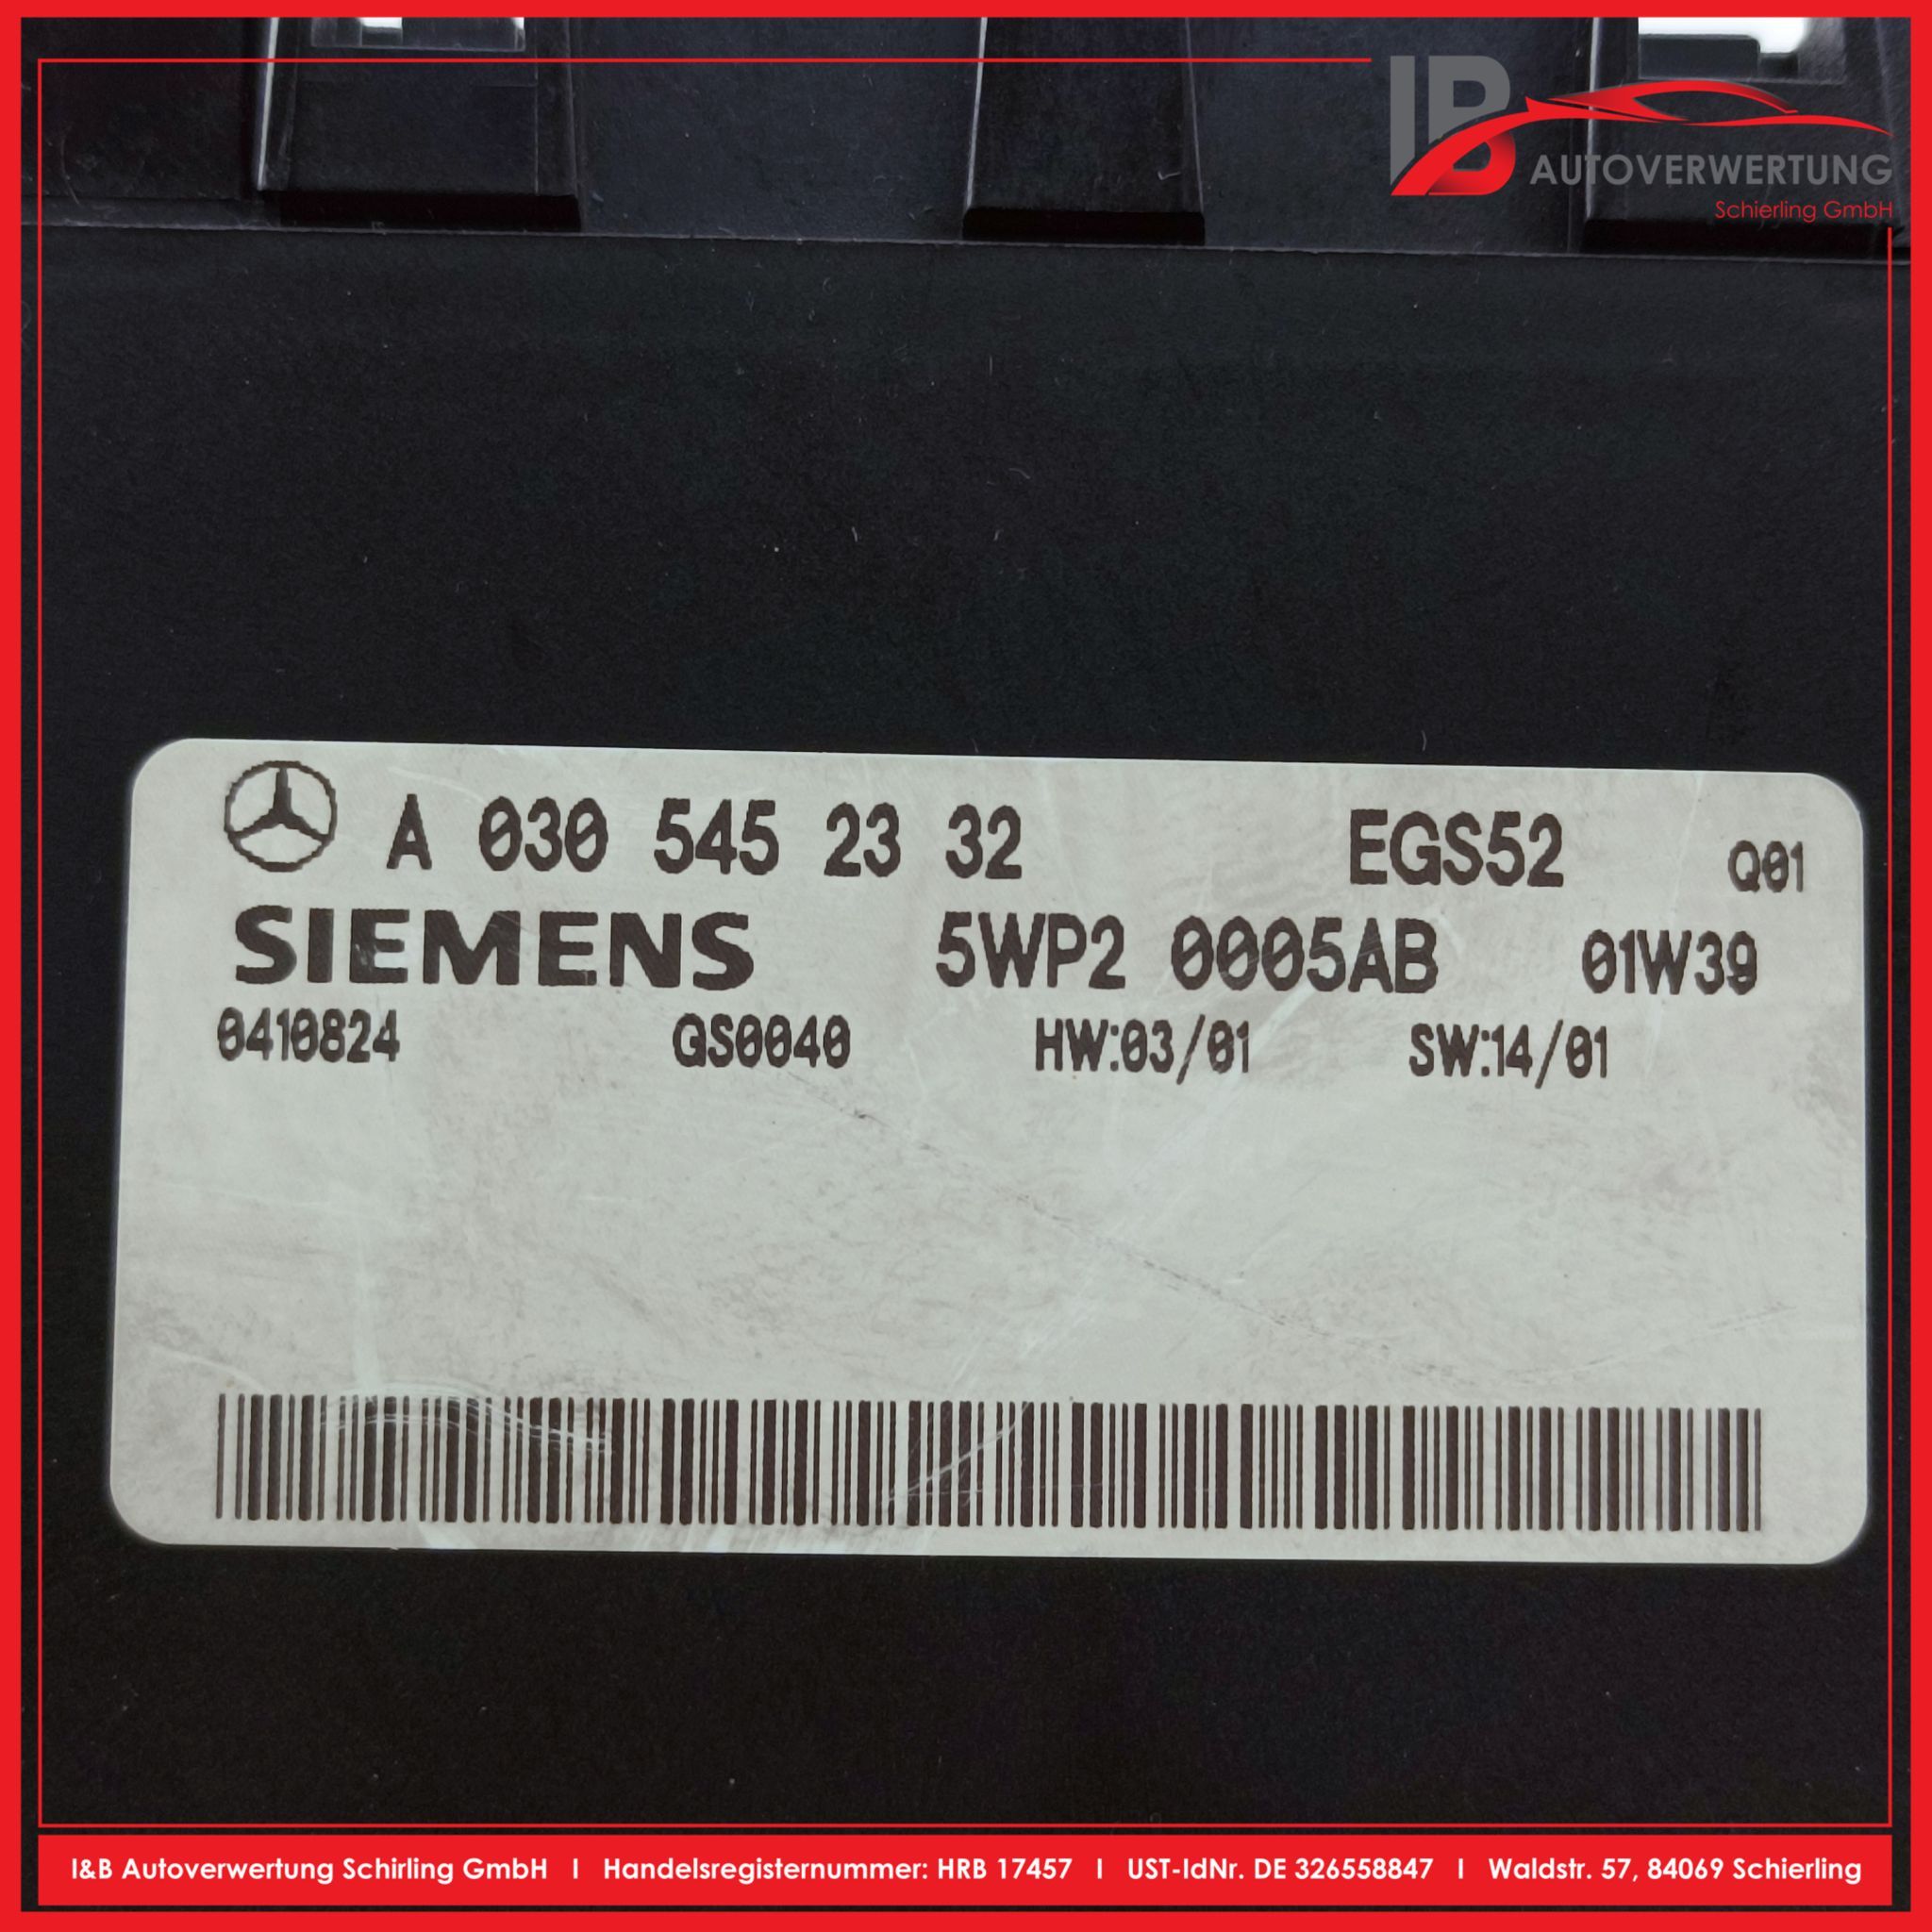 IB
AUTOVERWERTUNG
Schierling GmbH
A 030 545 23 32 EGS52 Q01
SIEMENS 5WP2 0005AB 01W39
0410824 GS0040 HW:03/01 SW:14/01
I&B Autoverwertung Schirling GmbH | Handelsregisternummer: HRB 17457 | UST-IdNr. DE 326558847 | Waldstr. 57, 84069 Schierling